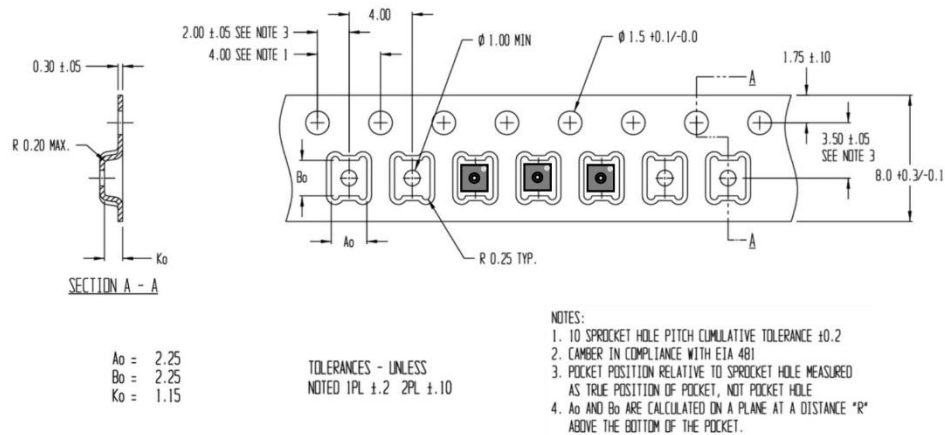 4.00
2.00 ±.05 SEE NOTE 3
4.00 SEE NOTE 1
Ø 1.00 MIN
Ø 1.5 +0.1/-0.0
A
1.75 ±.10
0.30 ±.05
R 0.20 MAX.
Bo
3.50 ±.05
SEE NOTE 3
8.0 +0.3/-0.1
Ao
A
Ko
R 0.25 TYP.
SECTION A - A
Ao = 2.25
Bo = 2.25
Ko = 1.15
TOLERANCES - UNLESS
NOTED 1PL ±.2 2PL ±.10
NOTES:
1. 10 SPROCKET HOLE PITCH CUMULATIVE TOLERANCE ±0.2
2. CAMBER IN COMPLIANCE WITH EIA 481
3. POCKET POSITION RELATIVE TO SPROCKET HOLE MEASURED
AS TRUE POSITION OF POCKET, NOT POCKET HOLE
4. Ao AND Bo ARE CALCULATED ON A PLANE AT A DISTANCE "R"
ABOVE THE BOTTOM OF THE POCKET.